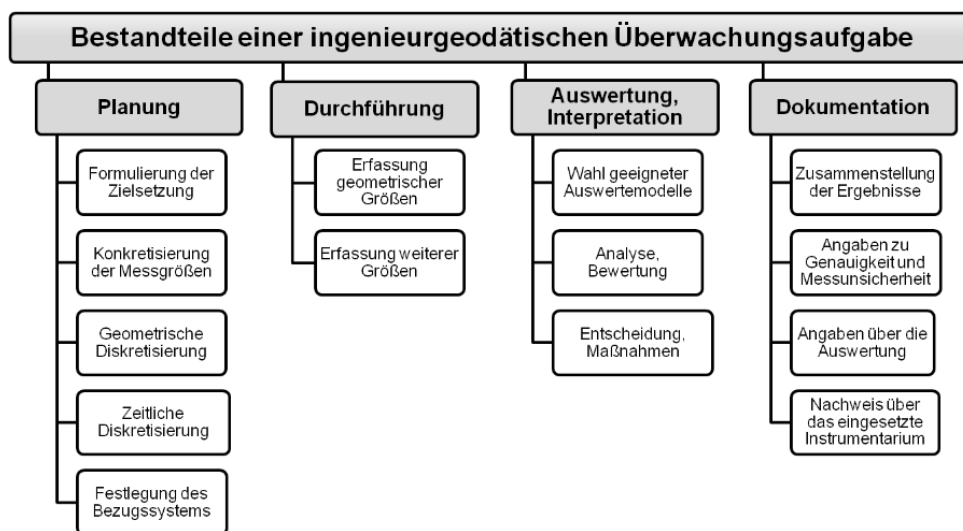 Bestandteile einer ingenieurgeodätischen Überwachungsaufgabe
Planung
Formulierung der
Zielsetzung
Konkretisierung
der Messgrößen
Geometrische
Diskretisierung
Zeitliche
Diskretisierung
Festlegung des
Bezugssystems
Durchführung
Erfassung
geometrischer
Größen
Erfassung weiterer
Größen
Auswertung,
Interpretation
Wahl geeigneter
Auswertemodelle
Analyse,
Bewertung
Entscheidung,
Maßnahmen
Dokumentation
Zusammenstellung
der Ergebnisse
Angaben zu
Genauigkeit und
Messunsicherheit
Angaben über die
Auswertung
Nachweis über
das eingesetzte
Instrumentarium